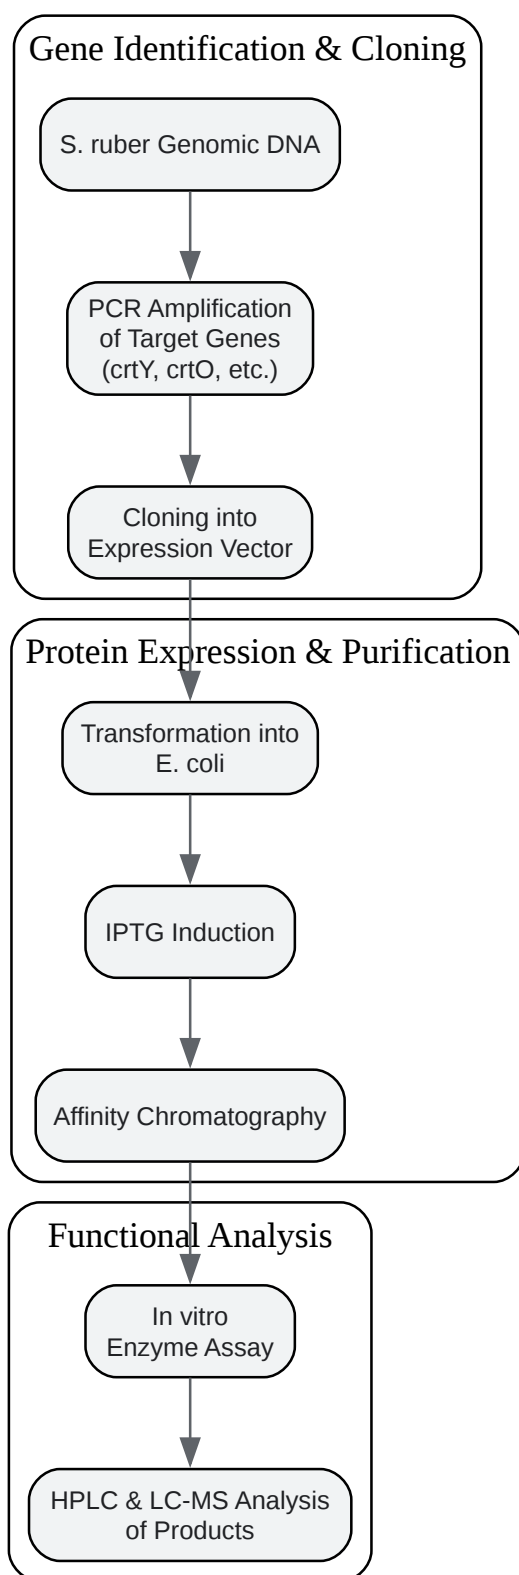 Gene Identification & Cloning
S. ruber Genomic DNA
PCR Amplification
of Target Genes
(crtY, crtO, etc.)
Cloning into
Expression Vector
Protein Expression & Purification
Transformation into
E. coli
IPTG Induction
Affinity Chromatography
Functional Analysis
In vitro
Enzyme Assay
HPLC & LC-MS Analysis
of Products